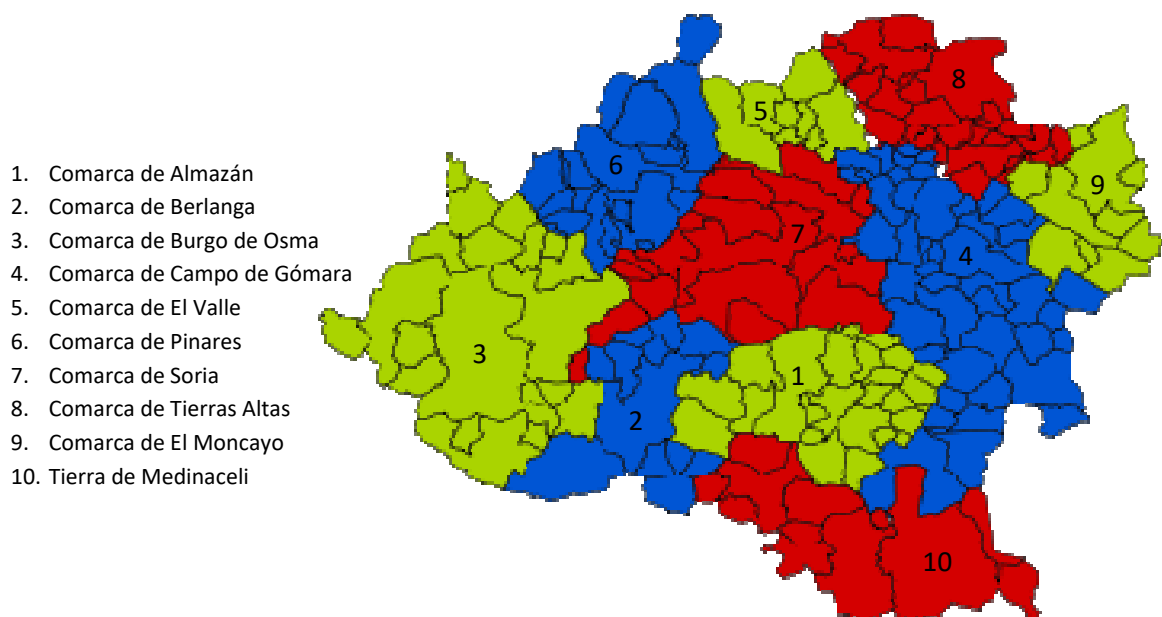 1. Comarca de Almazán
2. Comarca de Berlanga
3. Comarca de Burgo de Osma
4. Comarca de Campo de Gómara
5. Comarca de El Valle
6. Comarca de Pinares
7. Comarca de Soria
8. Comarca de Tierras Altas
9. Comarca de El Moncayo
10. Tierra de Medinaceli
8
5
6
9
7
4
3
1
2
10